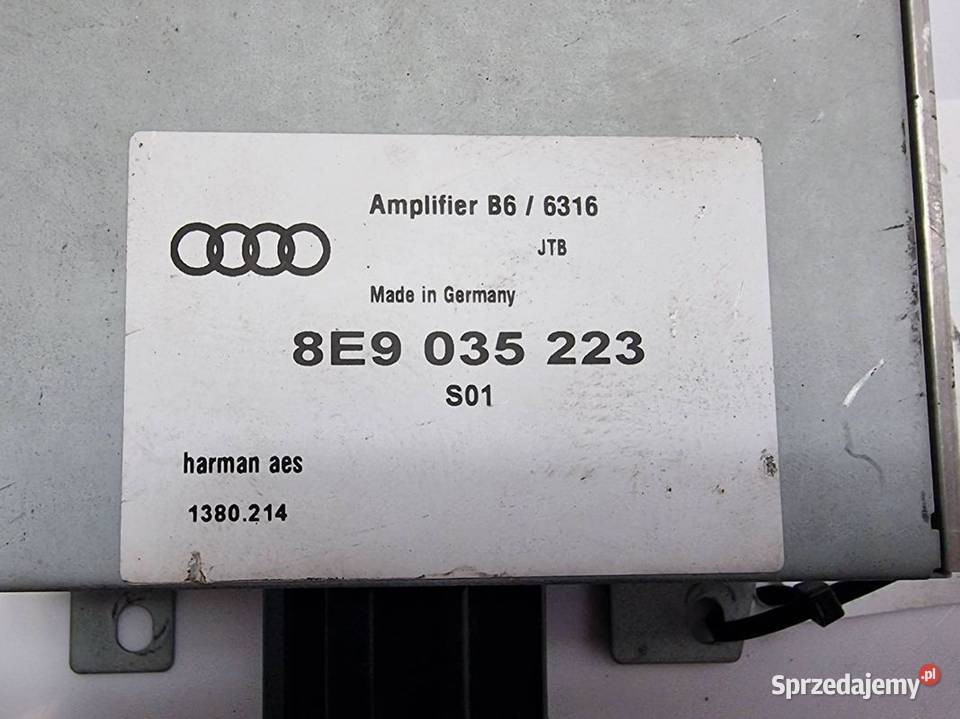 Amplifier B6 / 6316
JTB
Made in Germany
8E9 035 223
S01
harman aes
1380.214
Sprzedajemy.pl